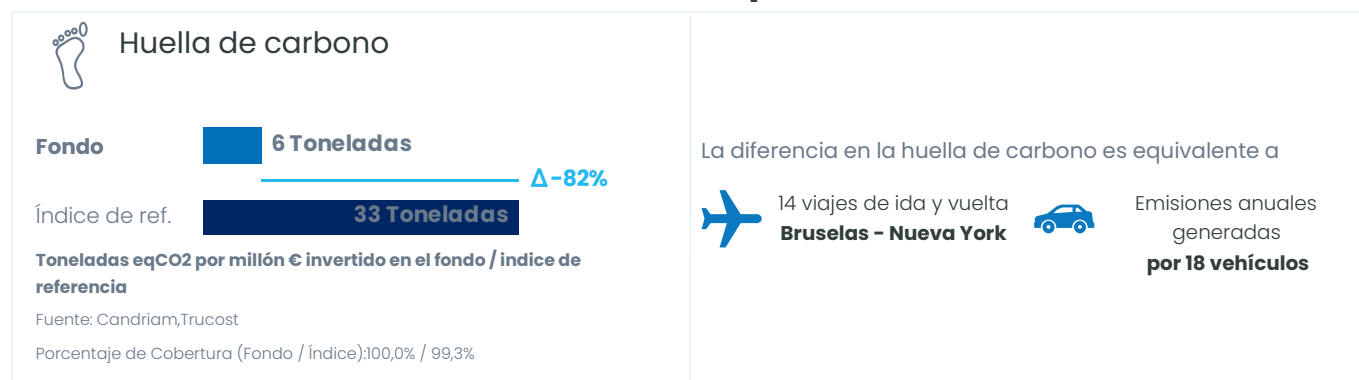 Huella de carbono
Fondo
6 Toneladas
Δ-82%
Índice de ref.
33 Toneladas
Toneladas eqCO2 por millón € invertido en el fondo / indice de
referencia
Fuente: Candriam,Trucost
Porcentaje de Cobertura (Fondo / Índice):100,0% / 99,3%
La diferencia en la huella de carbono es equivalente a
14 viajes de ida y vuelta
Bruselas - Nueva York
Emisiones anuales
generadas
por 18 vehículos